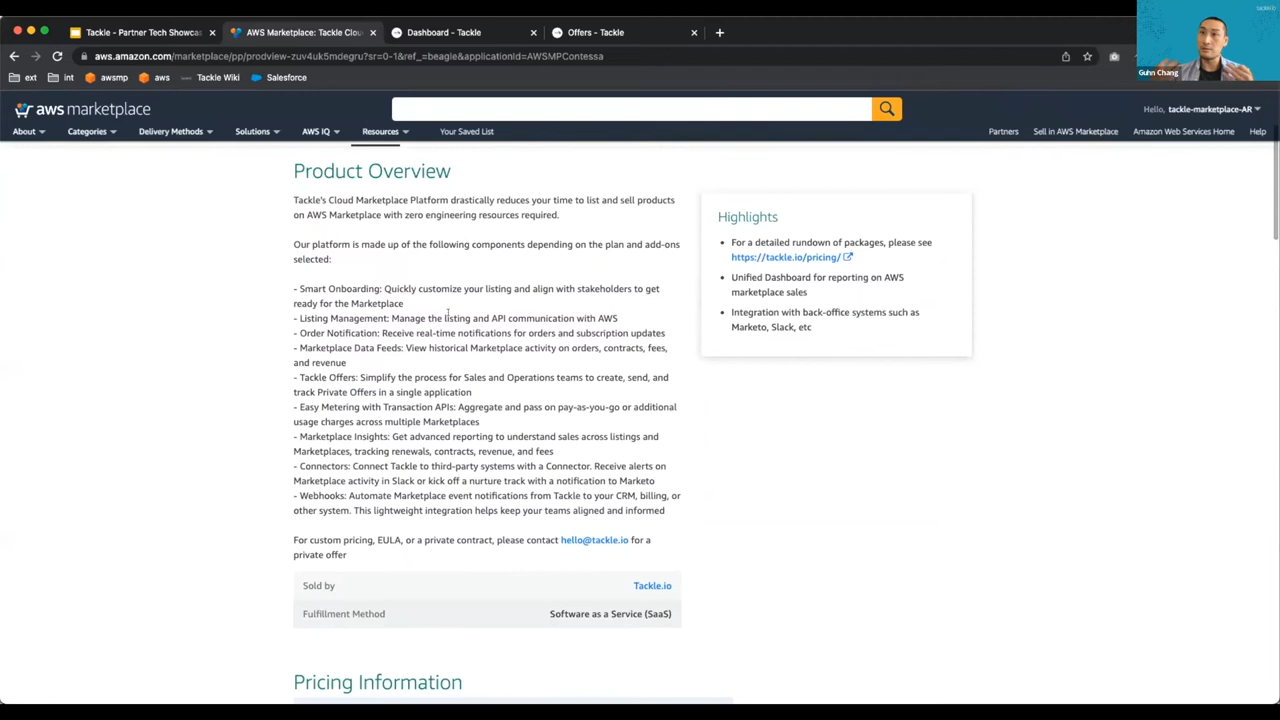 Tackle - Partner Tech Showcas
AWS Marketplace: Tackle Clou
Dashboard - Tackle
Offers - Tackle
tackle.io
aws.amazon.com/marketplace/pp/prodview-zuv4uk5mdegru?sr=0-1&ref_=beagle&applicationId=AWSMPContessa
Guhn Chang
ext
int
awsmp
aws
Tackle Wiki
Salesforce
aws marketplace
Hello, tackle-marketplace-AR
About
Categories
Delivery Methods
Solutions
AWS IQ
Resources
Your Saved List
Partners
Sell in AWS Marketplace
Amazon Web Services Home
Help
Product Overview
Tackle's Cloud Marketplace Platform drastically reduces your time to list and sell products
on AWS Marketplace with zero engineering resources required.
Our platform is made up of the following components depending on the plan and add-ons
selected:
- Smart Onboarding: Quickly customize your listing and align with stakeholders to get
ready for the Marketplace
- Listing Management: Manage the listing and API communication with AWS
- Order Notification: Receive real-time notifications for orders and subscription updates
- Marketplace Data Feeds: View historical Marketplace activity on orders, contracts, fees,
and revenue
- Tackle Offers: Simplify the process for Sales and Operations teams to create, send, and
track Private Offers in a single application
- Easy Metering with Transaction APIs: Aggregate and pass on pay-as-you-go or additional
usage charges across multiple Marketplaces
- Marketplace Insights: Get advanced reporting to understand sales across listings and
Marketplaces, tracking renewals, contracts, revenue, and fees
- Connectors: Connect Tackle to third-party systems with a Connector. Receive alerts on
Marketplace activity in Slack or kick off a nurture track with a notification to Marketo
- Webhooks: Automate Marketplace event notifications from Tackle to your CRM, billing, or
other system. This lightweight integration helps keep your teams aligned and informed
For custom pricing, EULA, or a private contract, please contact hello@tackle.io for a
private offer
Sold by
Tackle.io
Fulfillment Method
Software as a Service (SaaS)
Highlights
For a detailed rundown of packages, please see
https://tackle.io/pricing/
Unified Dashboard for reporting on AWS
marketplace sales
Integration with back-office systems such as
Marketo, Slack, etc
Pricing Information